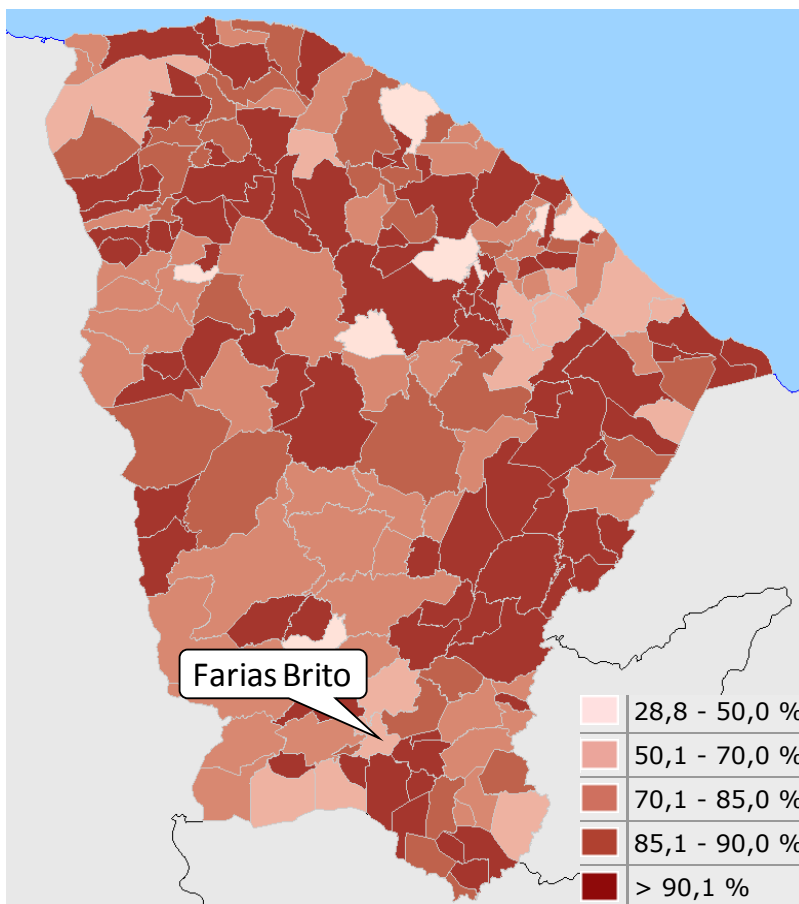 Farias Brito
28,8 - 50,0 %
50,1 - 70,0 %
70,1 - 85,0 %
85,1 - 90,0 %
> 90,1 %